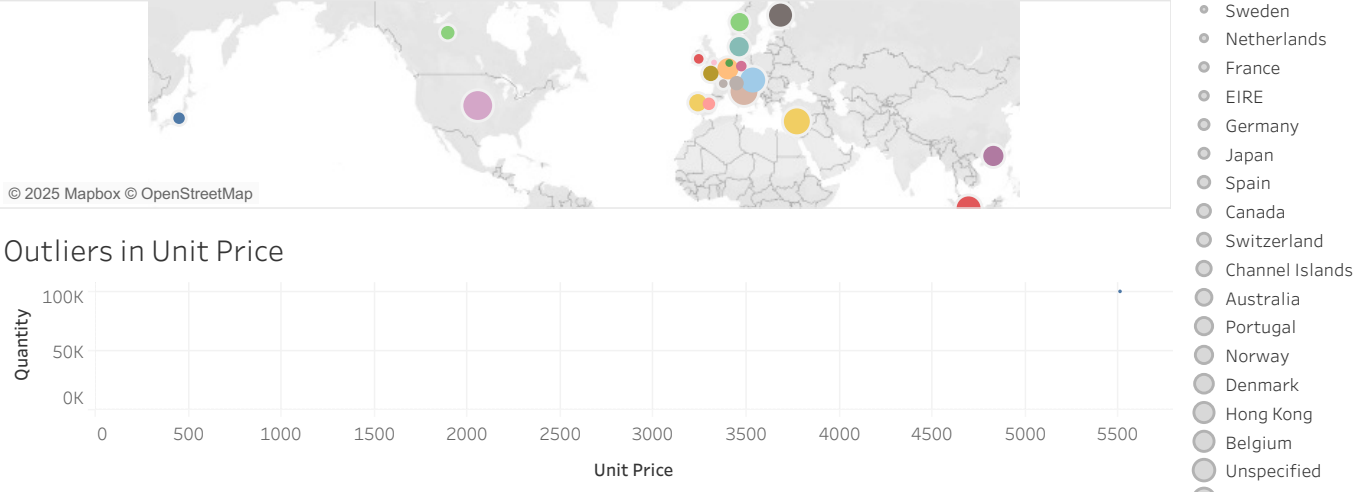 © 2025 Mapbox © OpenStreetMap
Outliers in Unit Price
Quantity
100K
50K
0K
0 500 1000 1500 2000 2500 3000 3500 4000 4500 5000 5500
Unit Price
Sweden
Netherlands
France
EIRE
Germany
Japan
Spain
Canada
Switzerland
Channel Islands
Australia
Portugal
Norway
Denmark
Hong Kong
Belgium
Unspecified